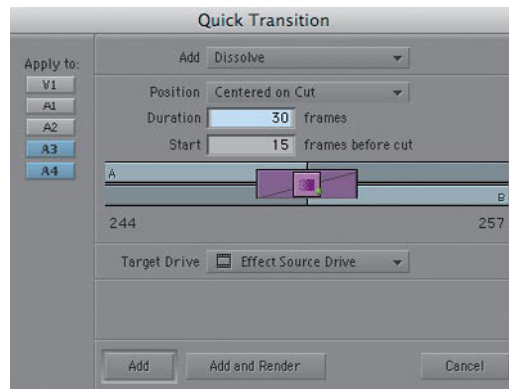 Quick Transition
Apply to:
V1
A1
A2
A3
A4
Add Dissolve
Position Centered on Cut
Duration 30 frames
Start 15 frames before cut
A
B
244 257
Target Drive Effect Source Drive
Add Add and Render Cancel